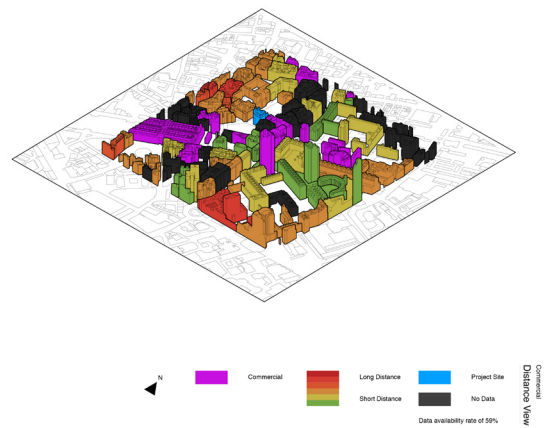 N
Commercial
Long Distance
Short Distance
Project Site
No Data
Data availability rate of 59%
Commercial
Distance View